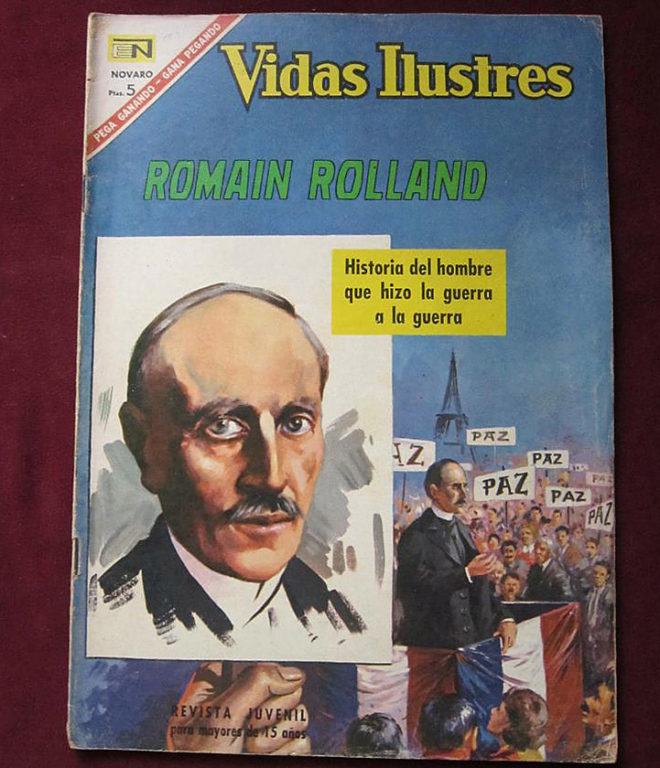 EN
NOVARO
Ptas. 5
PEGA GANANDO - GANA PEGANDO
Vidas Ilustres
ROMAIN ROLLAND
Historia del hombre
que hizo la guerra
a la guerra
AZ
PAZ
PAZ
PAZ
PAZ
PAZ
REVISTA JUVENIL
para mayores de 15 años